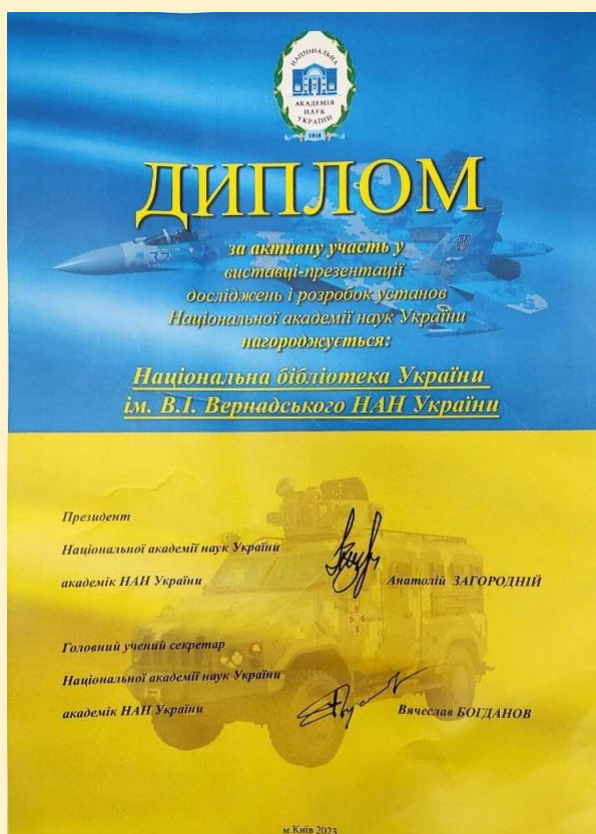 НАЦІОНАЛЬНА
АКАДЕМІЯ
НАУК
УКРАЇНИ
1918
ДИПЛОМ
за активну участь у
виставці-презентації
досліджень і розробок установ
Національної академії наук України
нагороджується:
Національна бібліотека України
ім. В.І. Вернадського НАН України
Президент
Національної академії наук України
академік НАН України Анатолій ЗАГОРОДНІЙ
Головний учений секретар
Національної академії наук України
академік НАН України Вячеслав БОГДАНОВ
м.Київ 2023